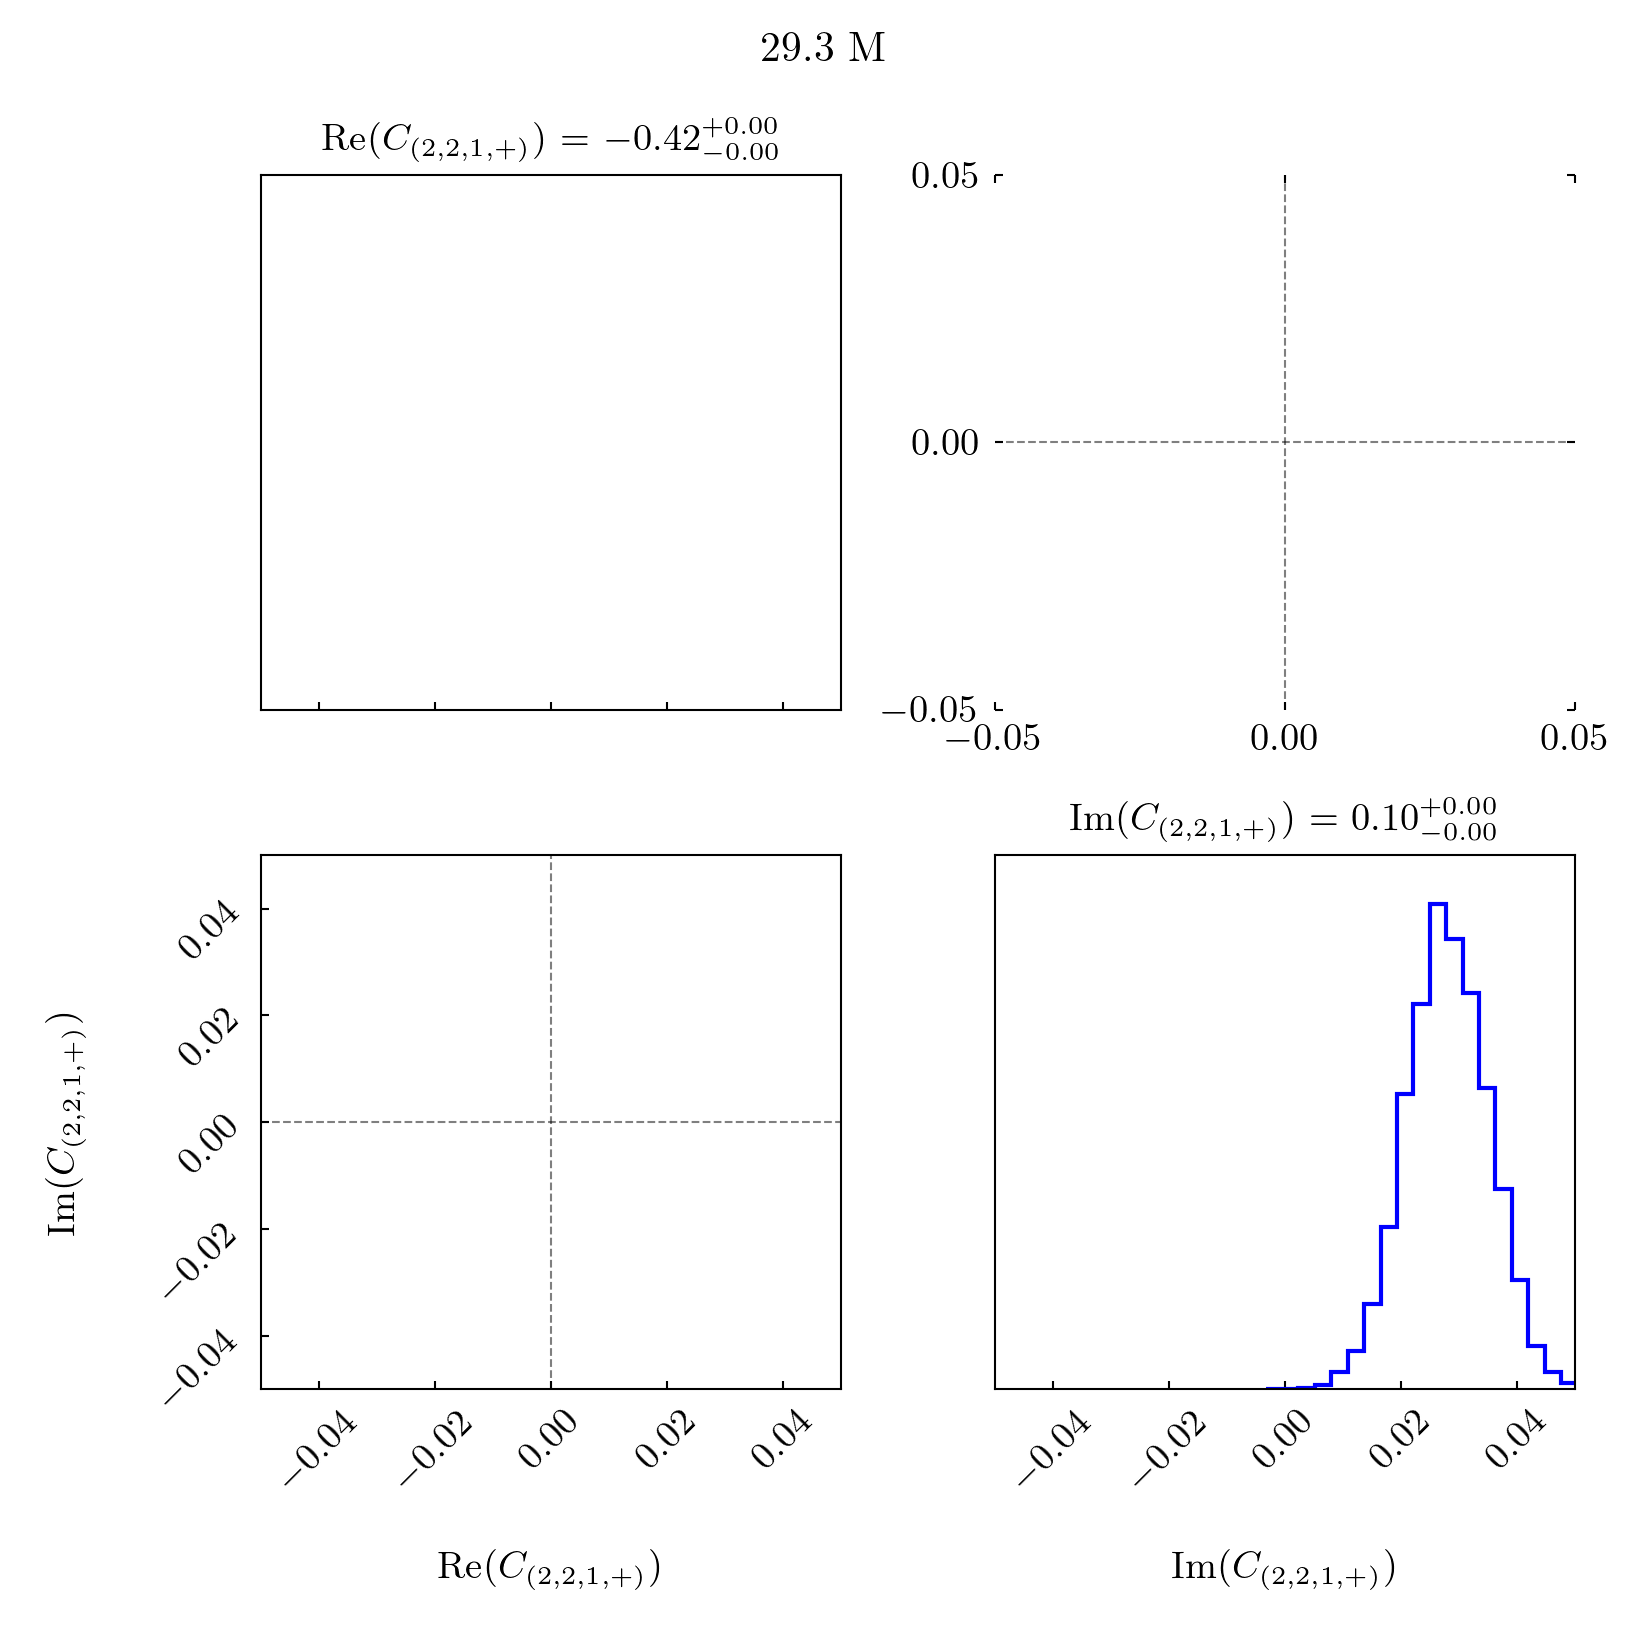 29.3 M
Re(C_{(2,2,1,+)}) = −0.42^{+0.00}_{−0.00}
0.05
0.00
−0.05
−0.05 0.00 0.05
Im(C_{(2,2,1,+)}) = 0.10^{+0.00}_{−0.00}
Im(C_{(2,2,1,+)})
0.04
0.02
0.00
−0.02
−0.04
−0.04 −0.02 0.00 0.02 0.04
−0.04 −0.02 0.00 0.02 0.04
Re(C_{(2,2,1,+)})
Im(C_{(2,2,1,+)})